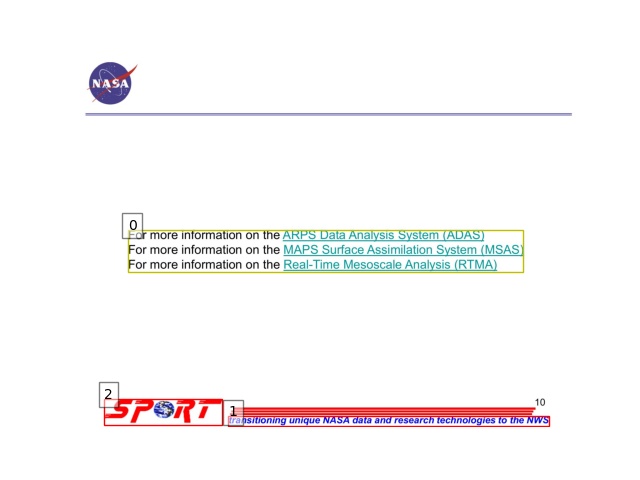 NASA
0
For more information on the ARPS Data Analysis System (ADAS)
For more information on the MAPS Surface Assimilation System (MSAS)
For more information on the Real-Time Mesoscale Analysis (RTMA)
2
SPoRT
1
10
transitioning unique NASA data and research technologies to the NWS